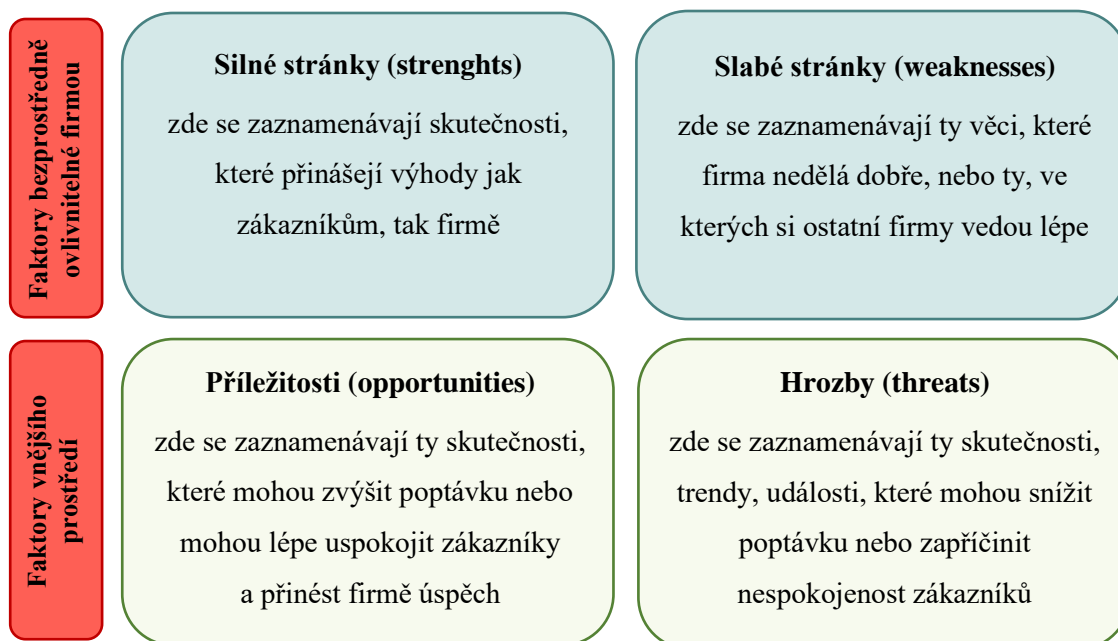 Faktory bezprostředně
ovlivnitelné firmou
Silné stránky (strenghts)
zde se zaznamenávají skutečnosti,
které přinášejí výhody jak
zákazníkům, tak firmě
Slabé stránky (weaknesses)
zde se zaznamenávají ty věci, které
firma nedělá dobře, nebo ty, ve
kterých si ostatní firmy vedou lépe
Faktory vnějšího
prostředí
Příležitosti (opportunities)
zde se zaznamenávají ty skutečnosti,
které mohou zvýšit poptávku nebo
mohou lépe uspokojit zákazníky
a přinést firmě úspěch
Hrozby (threats)
zde se zaznamenávají ty skutečnosti,
trendy, události, které mohou snížit
poptávku nebo zapříčinit
nespokojenost zákazníků